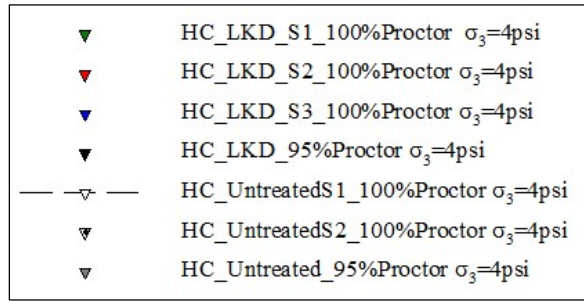 HC_LKD_S1_100%Proctor σ₃=4psi
HC_LKD_S2_100%Proctor σ₃=4psi
HC_LKD_S3_100%Proctor σ₃=4psi
HC_LKD_95%Proctor σ₃=4psi
HC_UntreatedS1_100%Proctor σ₃=4psi
HC_UntreatedS2_100%Proctor σ₃=4psi
HC_Untreated_95%Proctor σ₃=4psi